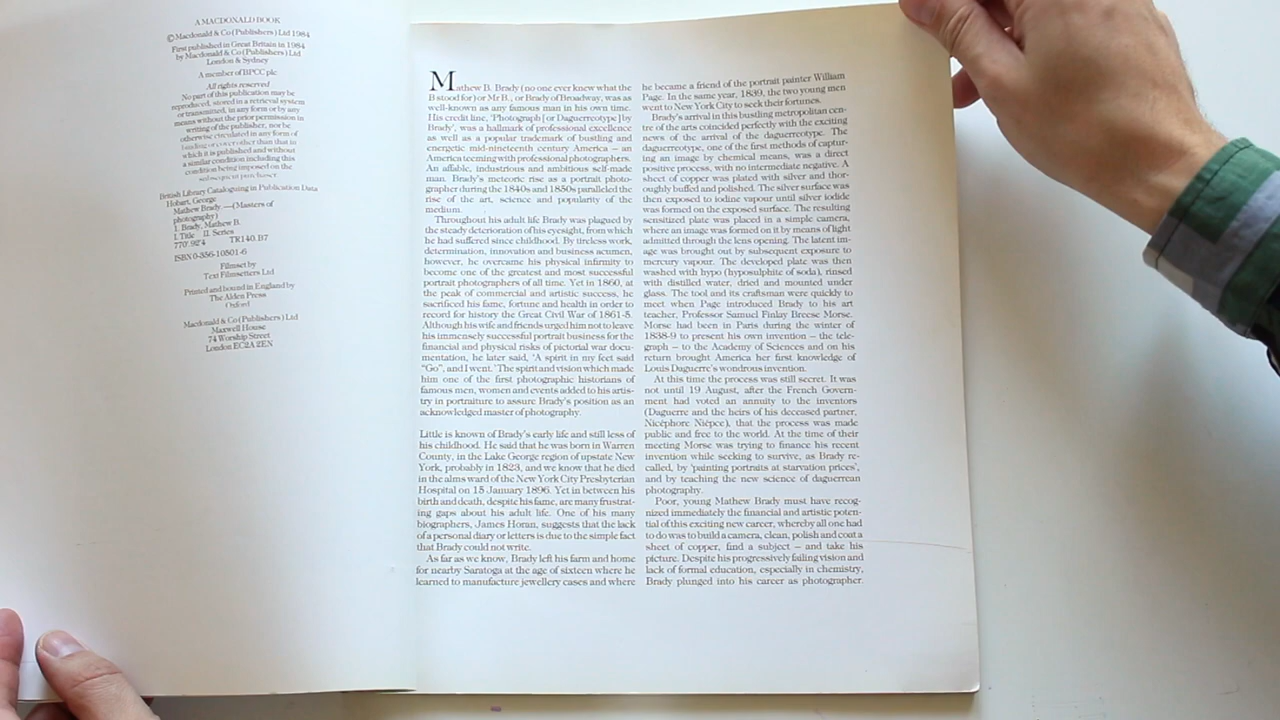 A MACDONALD BOOK
©Macdonald & Co (Publishers) Ltd 1984
First published in Great Britain in 1984
by Macdonald & Co (Publishers) Ltd
London & Sydney
A member of BPCC plc
All rights reserved
No part of this publication may be
reproduced, stored in a retrieval system
or transmitted, in any form or by any
means without the prior permission in
writing of the publisher, nor be
otherwise circulated in any form of
binding or cover other than that in
which it is published and without
a similar condition including this
condition being imposed on the
subsequent purchaser
British Library Cataloguing in Publication Data
Hobart, George
Mathew Brady.—(Masters of
photography)
1. Brady, Mathew B.
I. Title II. Series
770'.92'4 TR140.B7
ISBN 0-356-10501-6
Filmset by
Text Filmsetters Ltd
Printed and bound in England by
The Alden Press
Oxford
Macdonald & Co (Publishers) Ltd
Maxwell House
74 Worship Street
London EC2A 2EN
Mathew B. Brady (no one ever knew what the
B stood for) or Mr B., or Brady of Broadway, was as
well-known as any famous man in his own time.
His credit line, 'Photograph [or Daguerreotype] by
Brady', was a hallmark of professional excellence
as well as a popular trademark of bustling and
energetic mid-nineteenth century America – an
America teeming with professional photographers.
An affable, industrious and ambitious self-made
man, Brady's meteoric rise as a portrait photo-
grapher during the 1840s and 1850s paralleled the
rise of the art, science and popularity of the
medium.
Throughout his adult life Brady was plagued by
the steady deterioration of his eyesight, from which
he had suffered since childhood. By tireless work,
determination, innovation and business acumen,
however, he overcame his physical infirmity to
become one of the greatest and most successful
portrait photographers of all time. Yet in 1860, at
the peak of commercial and artistic success, he
sacrificed his fame, fortune and health in order to
record for history the Great Civil War of 1861-5.
Although his wife and friends urged him not to leave
his immensely successful portrait business for the
financial and physical risks of pictorial war docu-
mentation, he later said, 'A spirit in my feet said
"Go", and I went.' The spirit and vision which made
him one of the first photographic historians of
famous men, women and events added to his artis-
try in portraiture to assure Brady's position as an
acknowledged master of photography.
Little is known of Brady's early life and still less of
his childhood. He said that he was born in Warren
County, in the Lake George region of upstate New
York, probably in 1823, and we know that he died
in the alms ward of the New York City Presbyterian
Hospital on 15 January 1896. Yet in between his
birth and death, despite his fame, are many frustrat-
ing gaps about his adult life. One of his many
biographers, James Horan, suggests that the lack
of a personal diary or letters is due to the simple fact
that Brady could not write.
As far as we know, Brady left his farm and home
for nearby Saratoga at the age of sixteen where he
learned to manufacture jewellery cases and where
he became a friend of the portrait painter William
Page. In the same year, 1839, the two young men
went to New York City to seek their fortunes.
Brady's arrival in this bustling metropolitan cen-
tre of the arts coincided perfectly with the exciting
news of the arrival of the daguerreotype. The
daguerreotype, one of the first methods of captur-
ing an image by chemical means, was a direct
positive process, with no intermediate negative. A
sheet of copper was plated with silver and thor-
oughly buffed and polished. The silver surface was
then exposed to iodine vapour until silver iodide
was formed on the exposed surface. The resulting
sensitized plate was placed in a simple camera,
where an image was formed on it by means of light
admitted through the lens opening. The latent im-
age was brought out by subsequent exposure to
mercury vapour. The developed plate was then
washed with hypo (hyposulphite of soda), rinsed
with distilled water, dried and mounted under
glass. The tool and its craftsman were quickly to
meet when Page introduced Brady to his art
teacher, Professor Samuel Finlay Breese Morse.
Morse had been in Paris during the winter of
1838-9 to present his own invention – the tele-
graph – to the Academy of Sciences and on his
return brought America her first knowledge of
Louis Daguerre's wondrous invention.
At this time the process was still secret. It was
not until 19 August, after the French Govern-
ment had voted an annuity to the inventors
(Daguerre and the heirs of his deceased partner,
Nicéphore Niépce), that the process was made
public and free to the world. At the time of their
meeting Morse was trying to finance his recent
invention while seeking to survive, as Brady re-
called, by 'painting portraits at starvation prices',
and by teaching the new science of daguerrean
photography.
Poor, young Mathew Brady must have recog-
nized immediately the financial and artistic poten-
tial of this exciting new career, whereby all one had
to do was to build a camera, clean, polish and coat a
sheet of copper, find a subject – and take his
picture. Despite his progressively failing vision and
lack of formal education, especially in chemistry,
Brady plunged into his career as photographer.